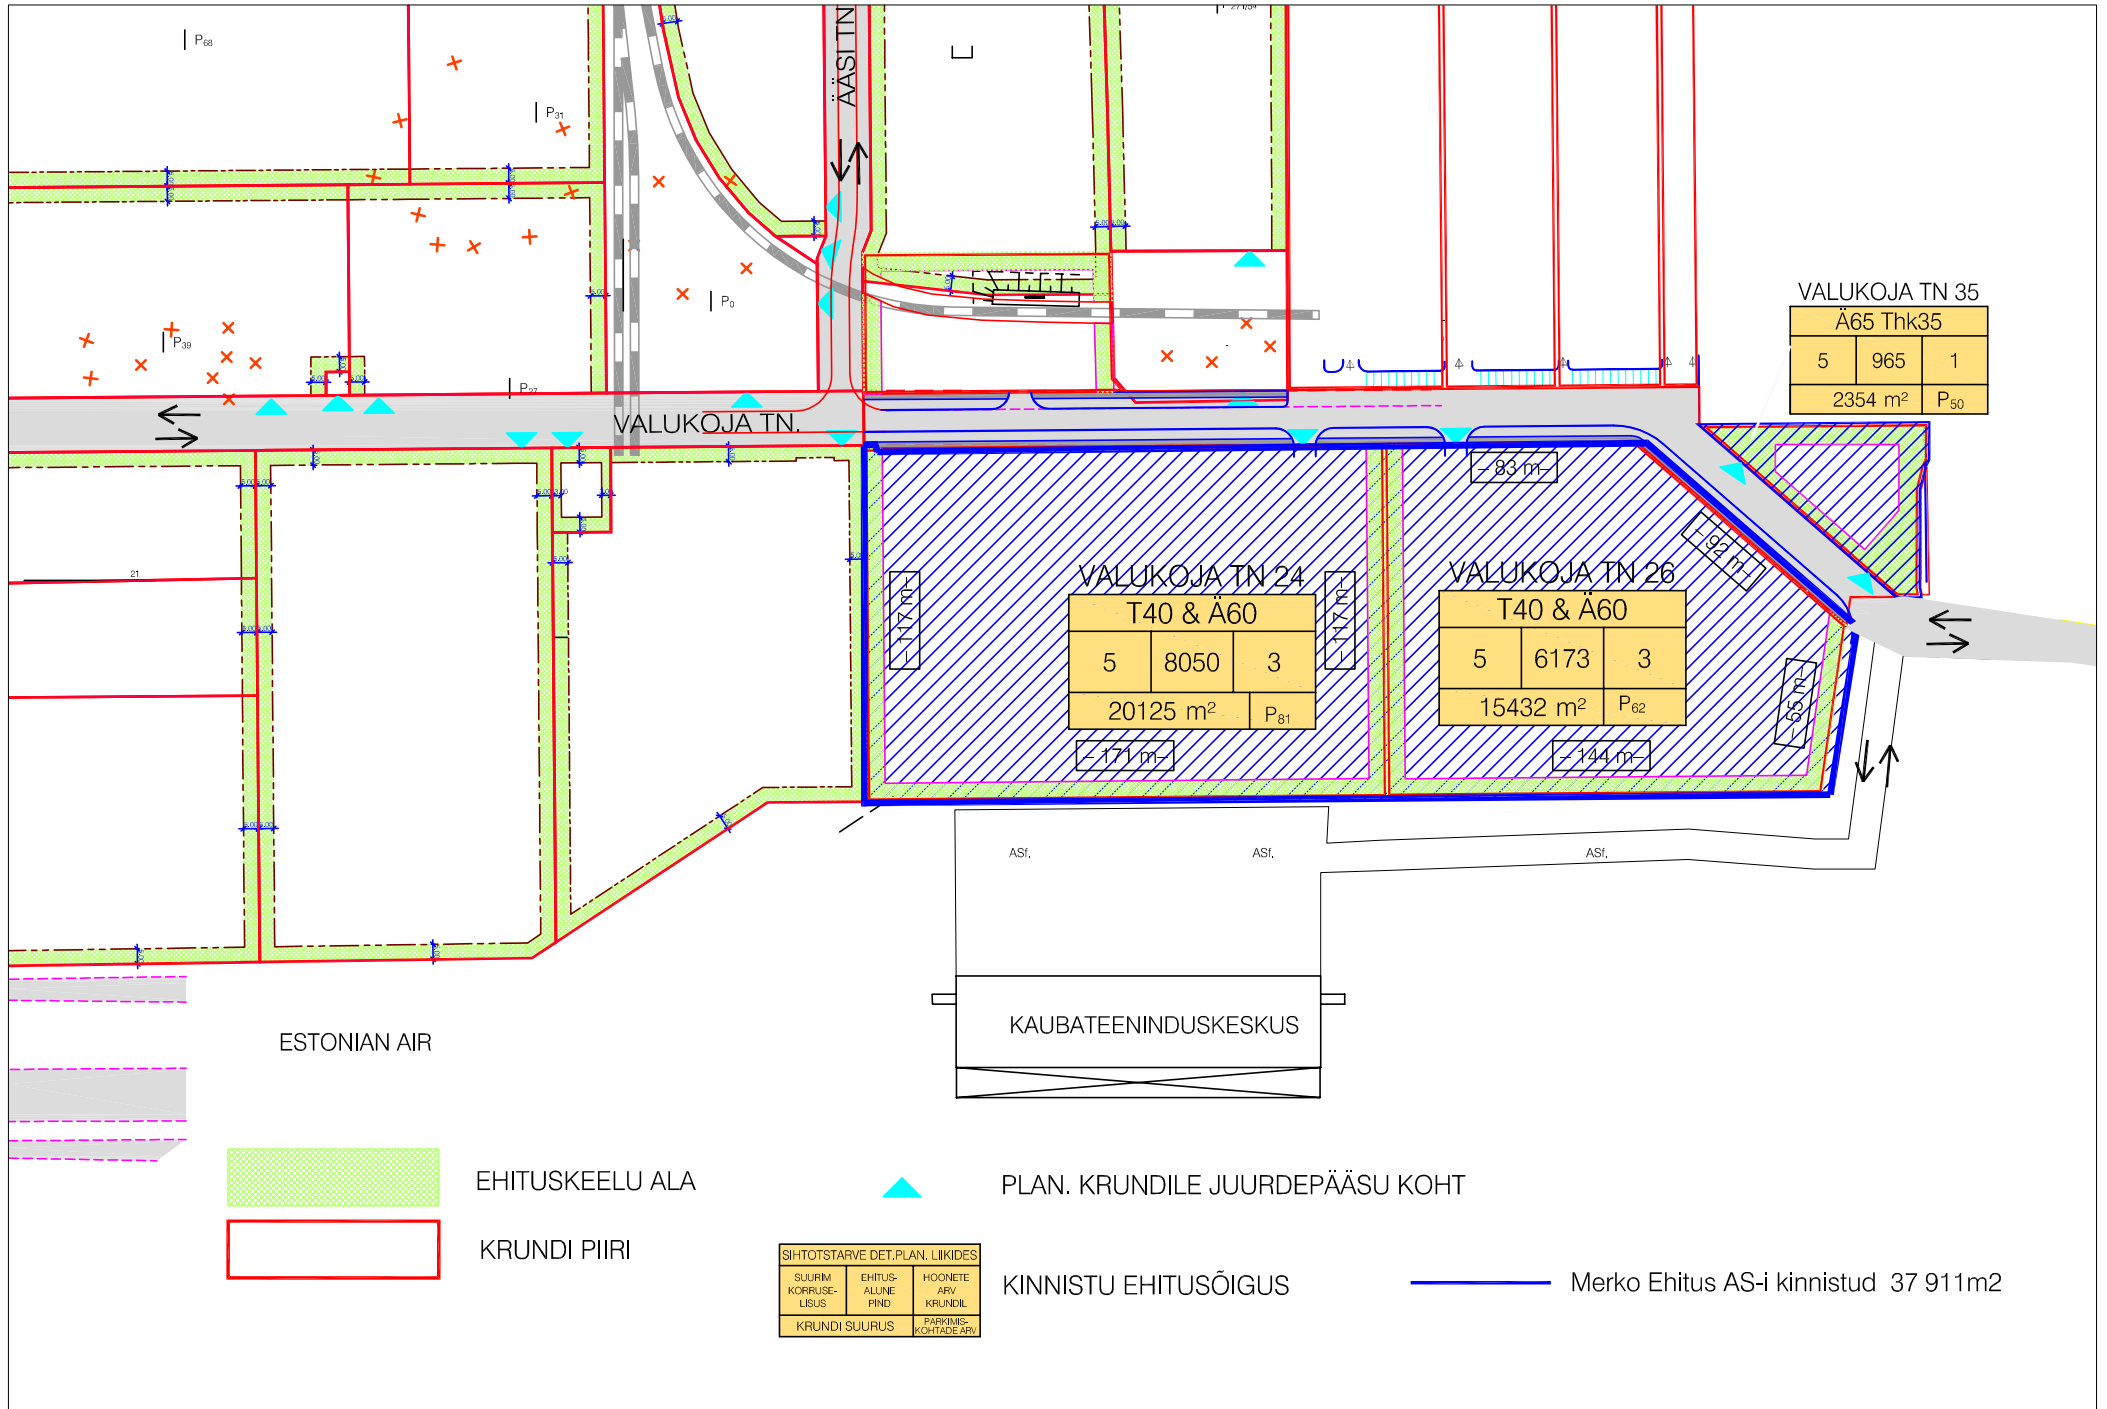 P68
P31
ÄÄSI TN
P0
P39
P27
VALUKOJA TN.
VALUKOJA TN 35
Ä65 Thk35
5 965 1
2354 m² P50
- 83 m-
- 92 m-
- 117 m-
- 117 m-
VALUKOJA TN 24
T40 & Ä60
5 8050 3
20125 m² P81
- 171 m-
VALUKOJA TN 26
T40 & Ä60
5 6173 3
15432 m² P62
- 144 m-
- 55 m-
21
ASf. ASf. ASf.
KAUBATEENINDUSKESKUS
ESTONIAN AIR
EHITUSKEELU ALA
PLAN. KRUNDILE JUURDEPÄÄSU KOHT
KRUNDI PIIRI
SIHTOTSTARVE DET.PLAN. LIIKIDES
SUURIM
KORRUSE-
LISUS
EHITUS-
ALUNE
PIND
HOONETE
ARV
KRUNDIL
KRUNDI SUURUS
PARKIMIS-
KOHTADE ARV
KINNISTU EHITUSÕIGUS
Merko Ehitus AS-i kinnistud 37 911m2